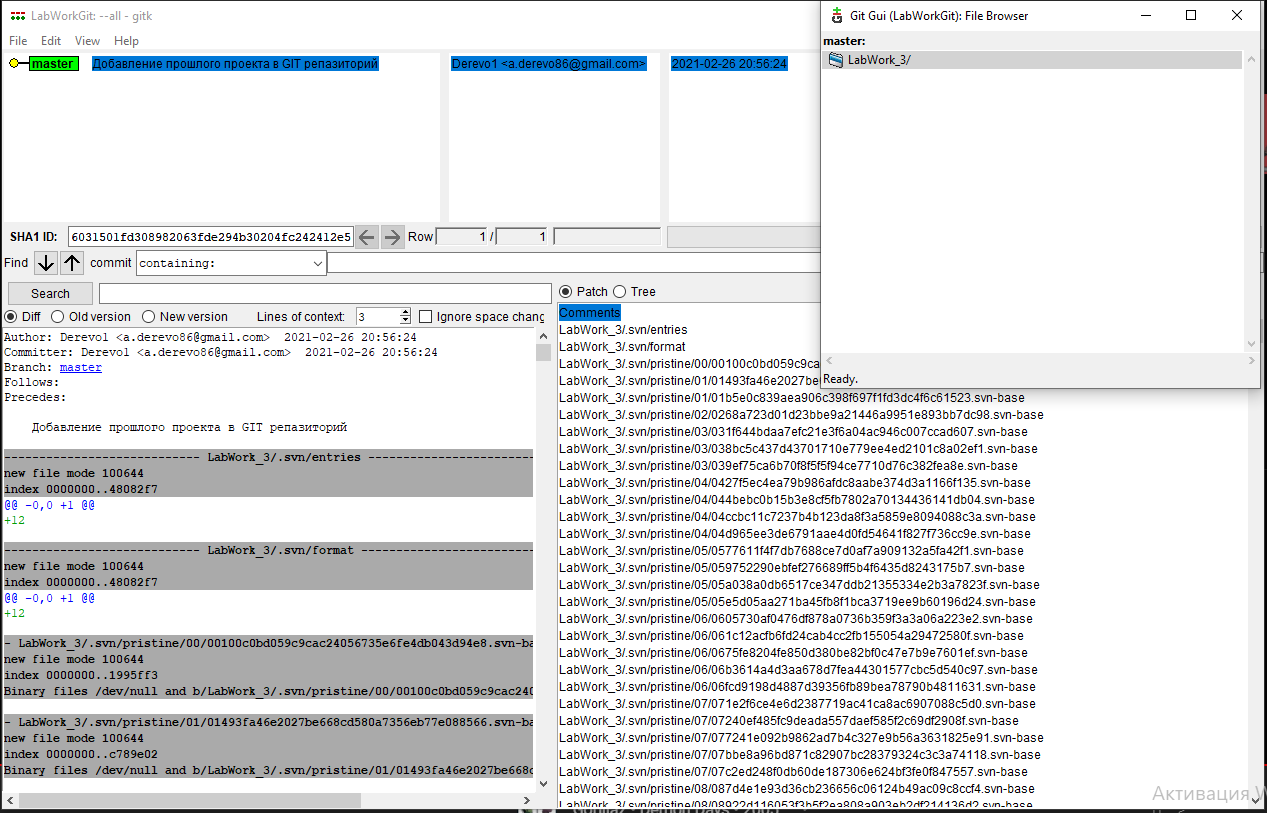 LabWorkGit: --all - gitk
File Edit View Help
master Добавление прошлого проекта в GIT репазиторий Derevo1 <a.derevo86@gmail.com> 2021-02-26 20:56:24
SHA1 ID: 6031501fd308982063fde294b30204fc242412e5 Row 1 / 1
Find commit containing:
Search
Diff Old version New version Lines of context: 3 Ignore space chang
Author: Derevo1 <a.derevo86@gmail.com> 2021-02-26 20:56:24
Committer: Derevo1 <a.derevo86@gmail.com> 2021-02-26 20:56:24
Branch: master
Follows:
Precedes:
Добавление прошлого проекта в GIT репазиторий
---------------------------- LabWork_3/.svn/entries ----------------------------
new file mode 100644
index 0000000..48082f7
@@ -0,0 +1 @@
+12
---------------------------- LabWork_3/.svn/format ----------------------------
new file mode 100644
index 0000000..48082f7
@@ -0,0 +1 @@
+12
- LabWork_3/.svn/pristine/00/00100c0bd059c9cac24056735e6fe4db043d94e8.svn-ba
new file mode 100644
index 0000000..1995ff3
Binary files /dev/null and b/LabWork_3/.svn/pristine/00/00100c0bd059c9cac240
- LabWork_3/.svn/pristine/01/01493fa46e2027be668cd580a7356eb77e088566.svn-ba
new file mode 100644
index 0000000..c789e02
Binary files /dev/null and b/LabWork_3/.svn/pristine/01/01493fa46e2027be668c
Patch Tree
Comments
LabWork_3/.svn/entries
LabWork_3/.svn/format
LabWork_3/.svn/pristine/00/00100c0bd059c9ca
LabWork_3/.svn/pristine/01/01493fa46e2027be
LabWork_3/.svn/pristine/01/01b5e0c839aea906c398f697f1fd3dc4f6c61523.svn-base
LabWork_3/.svn/pristine/02/0268a723d01d23bbe9a21446a9951e893bb7dc98.svn-base
LabWork_3/.svn/pristine/03/031f644bdaa7efc21e3f6a04ac946c007ccad607.svn-base
LabWork_3/.svn/pristine/03/038bc5c437d43701710e779ee4ed2101c8a02ef1.svn-base
LabWork_3/.svn/pristine/03/039ef75ca6b70f8f5f5f94ce7710d76c382fea8e.svn-base
LabWork_3/.svn/pristine/04/0427f5ec4ea79b986afdc8aabe374d3a1166f135.svn-base
LabWork_3/.svn/pristine/04/044bebc0b15b3e8cf5fb7802a70134436141db04.svn-base
LabWork_3/.svn/pristine/04/04ccbc11c7237b4b123da8f3a5859e8094088c3a.svn-base
LabWork_3/.svn/pristine/04/04d965ee3de6791aae4d0fd54641f827f736cc9e.svn-base
LabWork_3/.svn/pristine/05/0577611f4f7db7688ce7d0af7a909132a5fa42f1.svn-base
LabWork_3/.svn/pristine/05/059752290ebfef276689ff5b4f6435d8243175b7.svn-base
LabWork_3/.svn/pristine/05/05a038a0db6517ce347ddb21355334e2b3a7823f.svn-base
LabWork_3/.svn/pristine/05/05e5d05aa271ba45fb8f1bca3719ee9b60196d24.svn-base
LabWork_3/.svn/pristine/06/0605730af0476df878a0736b359f3a3a06a223e2.svn-base
LabWork_3/.svn/pristine/06/061c12acfb6fd24cab4cc2fb155054a29472580f.svn-base
LabWork_3/.svn/pristine/06/0675fe8204fe850d380be82bf0c47e7b9e7601ef.svn-base
LabWork_3/.svn/pristine/06/06b3614a4d3aa678d7fea44301577cbc5d540c97.svn-base
LabWork_3/.svn/pristine/06/06fcd9198d4887d39356fb89bea78790b4811631.svn-base
LabWork_3/.svn/pristine/07/071e2f6ce4e6d2387719ac41ca8ac6907088c5d0.svn-base
LabWork_3/.svn/pristine/07/07240ef485fc9deada557daef585f2c69df2908f.svn-base
LabWork_3/.svn/pristine/07/077241e092b9862ad7b4c327e9b56a3631825e91.svn-base
LabWork_3/.svn/pristine/07/07bbe8a96bd871c82907bc28379324c3c3a74118.svn-base
LabWork_3/.svn/pristine/07/07c2ed248f0db60de187306e624bf3fe0f847557.svn-base
LabWork_3/.svn/pristine/08/087d4e1e93d36cb236656c06124b49ac09c8ccf4.svn-base
LabWork_3/.svn/pristine/08/08922d116053f3b5f2ea808a903eb2df214136d2.svn-base
Git Gui (LabWorkGit): File Browser
master:
LabWork_3/
Ready.
Активация W